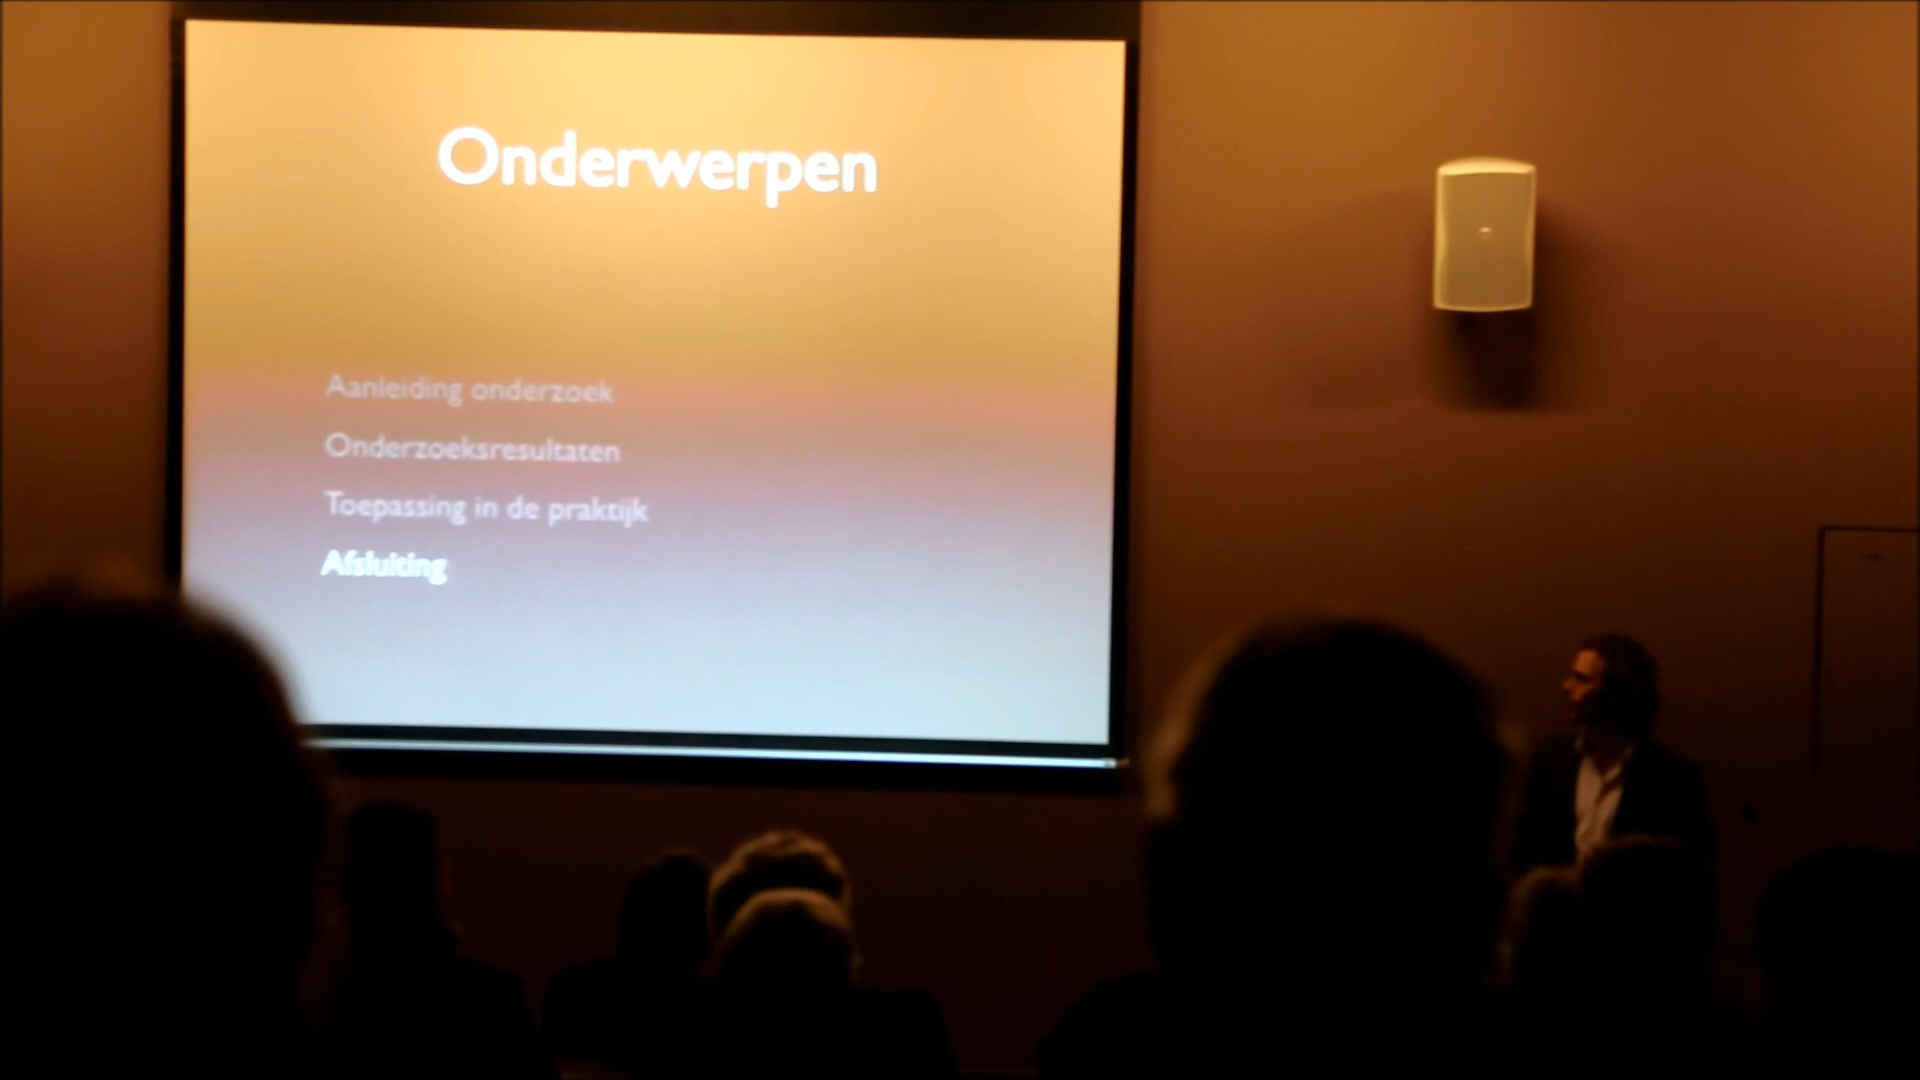 Onderwerpen
Aanleiding onderzoek
Onderzoeksresultaten
Toepassing in de praktijk
Afsluiting